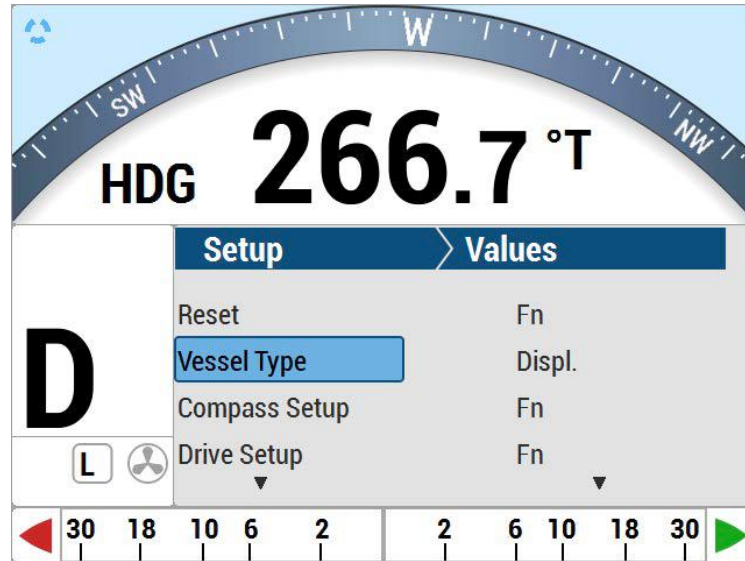 SW W NW
HDG 266.7 °T
Setup Values
Reset Fn
Vessel Type Displ.
D
Compass Setup Fn
L Drive Setup Fn
30 18 10 6 2 2 6 10 18 30